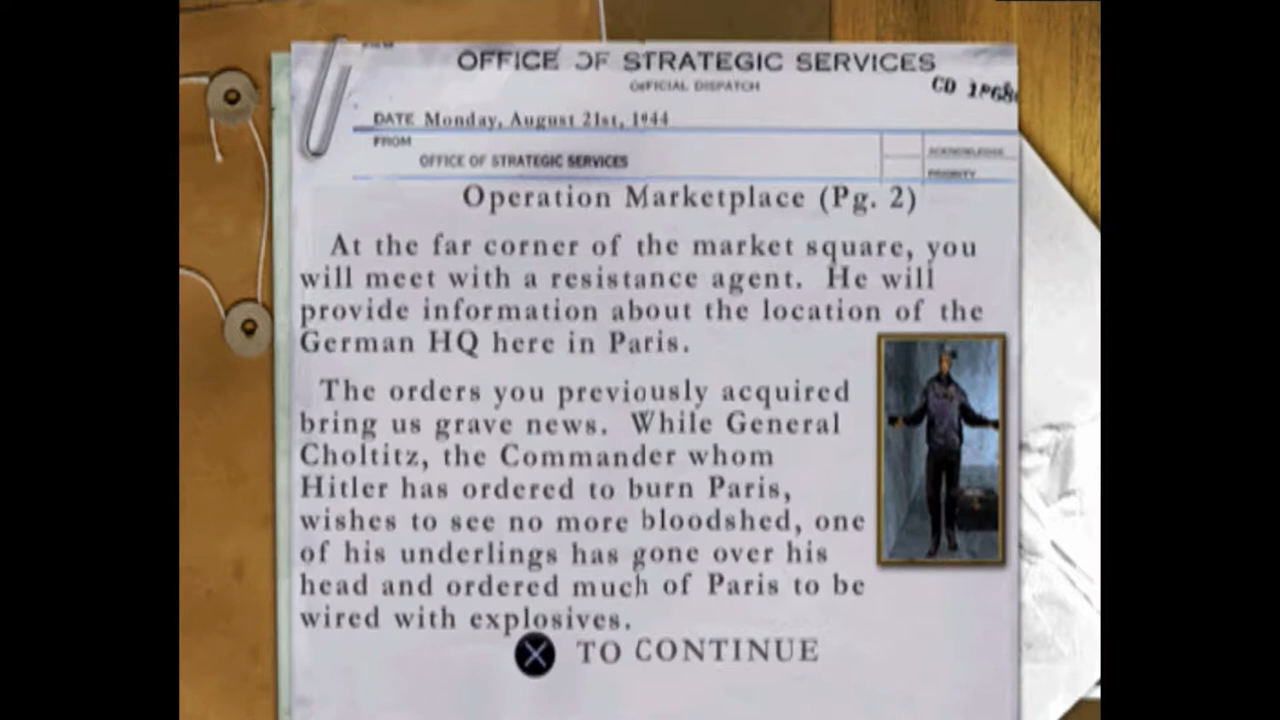 OFFICE OF STRATEGIC SERVICES
OFFICIAL DISPATCH
CD 1868
DATE Monday, August 21st, 1944
FROM
OFFICE OF STRATEGIC SERVICES
ACKNOWLEDGE
PRIORITY
Operation Marketplace (Pg. 2)
At the far corner of the market square, you
will meet with a resistance agent. He will
provide information about the location of the
German HQ here in Paris.
The orders you previously acquired
bring us grave news. While General
Choltitz, the Commander whom
Hitler has ordered to burn Paris,
wishes to see no more bloodshed, one
of his underlings has gone over his
head and ordered much of Paris to be
wired with explosives.
TO CONTINUE